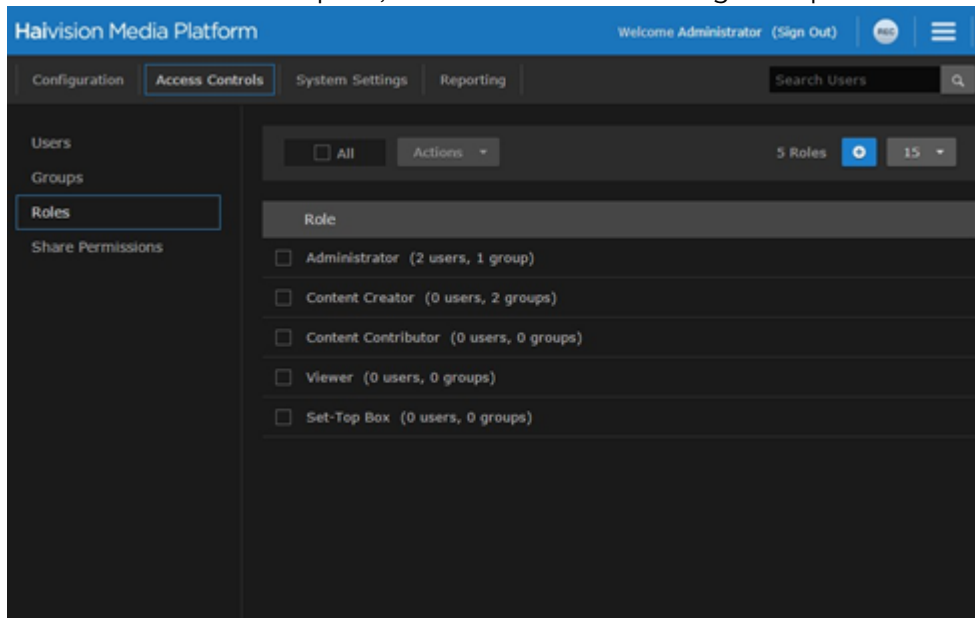 Haivision Media Platform Welcome Administrator (Sign Out) REC
Configuration Access Controls System Settings Reporting Search Users
Users
Groups
Roles
Share Permissions
All Actions 5 Roles 15
Role
Administrator (2 users, 1 group)
Content Creator (0 users, 2 groups)
Content Contributor (0 users, 0 groups)
Viewer (0 users, 0 groups)
Set-Top Box (0 users, 0 groups)